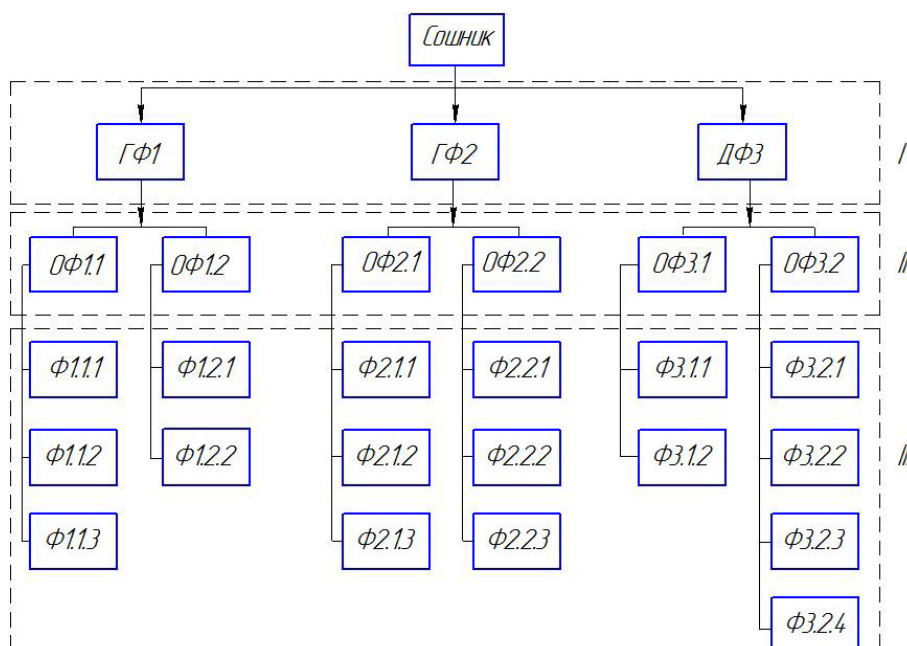 Сошник
ГФ1 ГФ2 ДФ3 I
ОФ1.1 ОФ1.2 ОФ2.1 ОФ2.2 ОФ3.1 ОФ3.2 II
Ф1.1.1 Ф1.2.1 Ф2.1.1 Ф2.2.1 Ф3.1.1 Ф3.2.1
Ф1.1.2 Ф1.2.2 Ф2.1.2 Ф2.2.2 Ф3.1.2 Ф3.2.2
Ф1.1.3 Ф2.1.3 Ф2.2.3 Ф3.2.3
Ф3.2.4